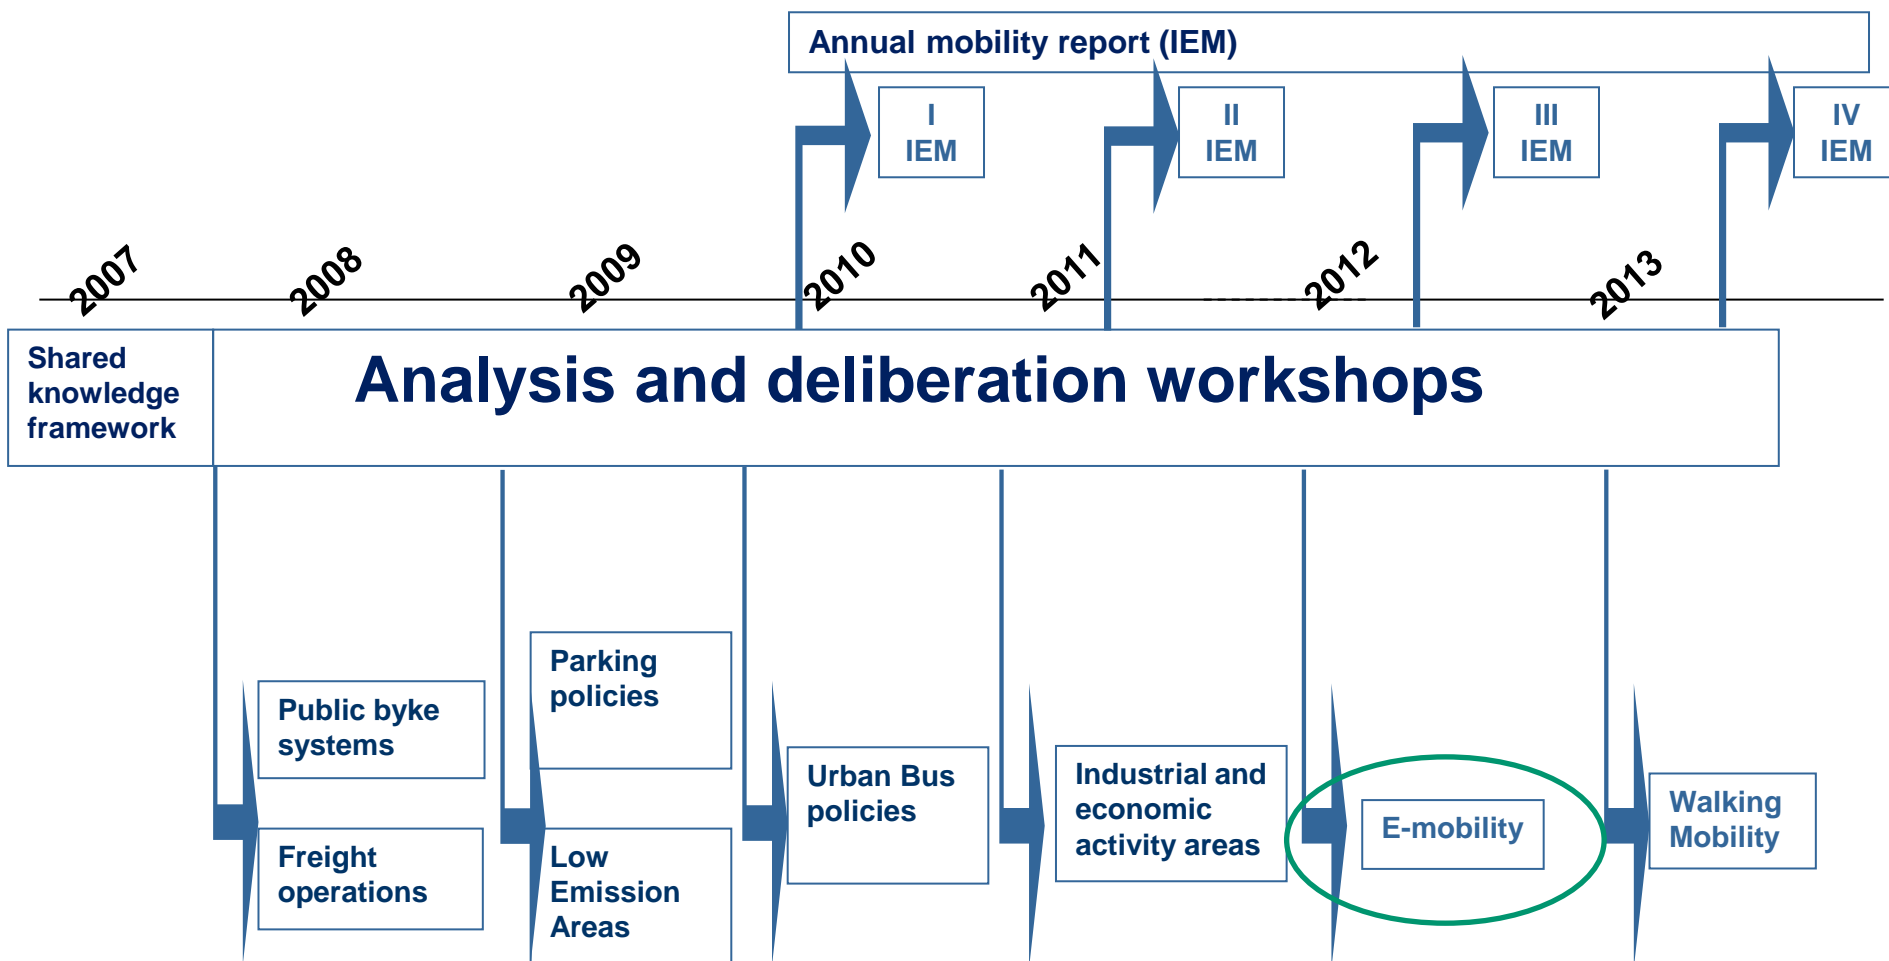 Annual mobility report (IEM)
I
IEM
II
IEM
III
IEM
IV
IEM
2007
2008
2009
2010
2011
2012
2013
Shared
knowledge
framework
Analysis and deliberation workshops
Public byke
systems
Freight
operations
Parking
policies
Low
Emission
Areas
Urban Bus
policies
Industrial and
economic
activity areas
E-mobility
Walking
Mobility